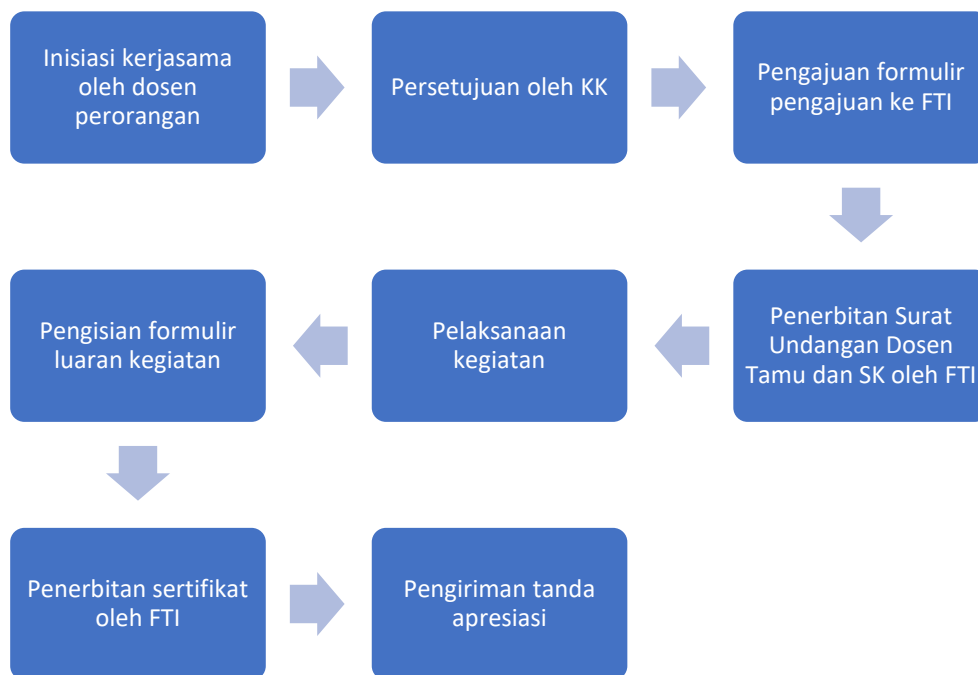 Inisiasi kerjasama
oleh dosen
perorangan
Persetujuan oleh KK
Pengajuan formulir
pengajuan ke FTI
Penerbitan Surat
Undangan Dosen
Tamu dan SK oleh FTI
Pelaksanaan
kegiatan
Pengisian formulir
luaran kegiatan
Penerbitan sertifikat
oleh FTI
Pengiriman tanda
apresiasi